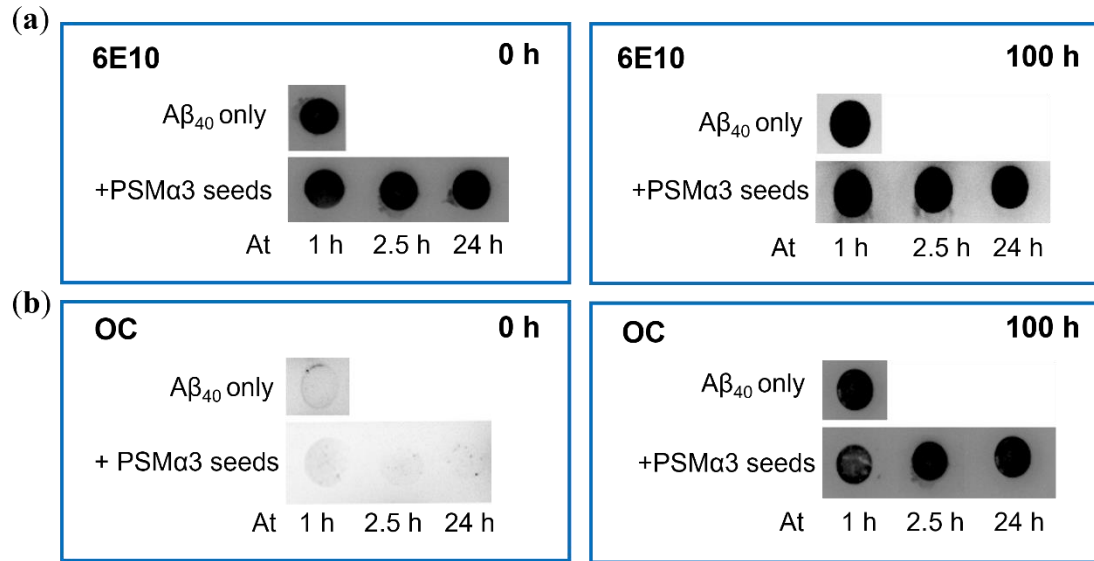 (a)
6E10 0 h
Aβ₄₀ only
+PSMα3 seeds
At 1 h 2.5 h 24 h
6E10 100 h
Aβ₄₀ only
+PSMα3 seeds
At 1 h 2.5 h 24 h
(b)
OC 0 h
Aβ₄₀ only
+ PSMα3 seeds
At 1 h 2.5 h 24 h
OC 100 h
Aβ₄₀ only
+PSMα3 seeds
At 1 h 2.5 h 24 h